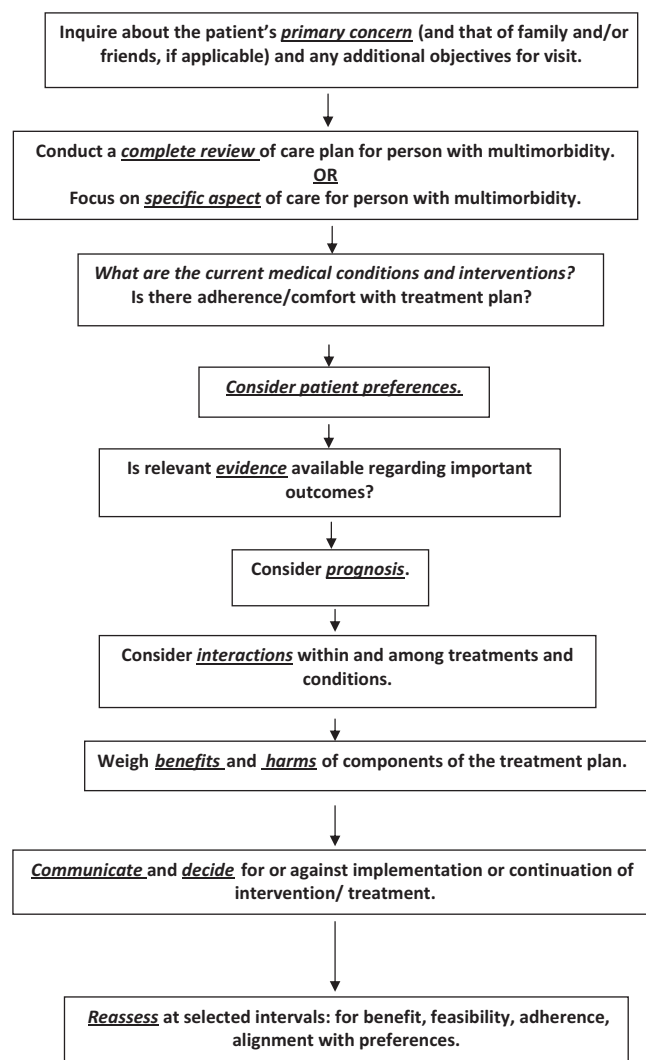 Inquire about the patient's primary concern (and that of family and/or
friends, if applicable) and any additional objectives for visit.
Conduct a complete review of care plan for person with multimorbidity.
OR
Focus on specific aspect of care for person with multimorbidity.
What are the current medical conditions and interventions?
Is there adherence/comfort with treatment plan?
Consider patient preferences.
Is relevant evidence available regarding important
outcomes?
Consider prognosis.
Consider interactions within and among treatments and
conditions.
Weigh benefits and harms of components of the treatment plan.
Communicate and decide for or against implementation or continuation of
intervention/ treatment.
Reassess at selected intervals: for benefit, feasibility, adherence,
alignment with preferences.